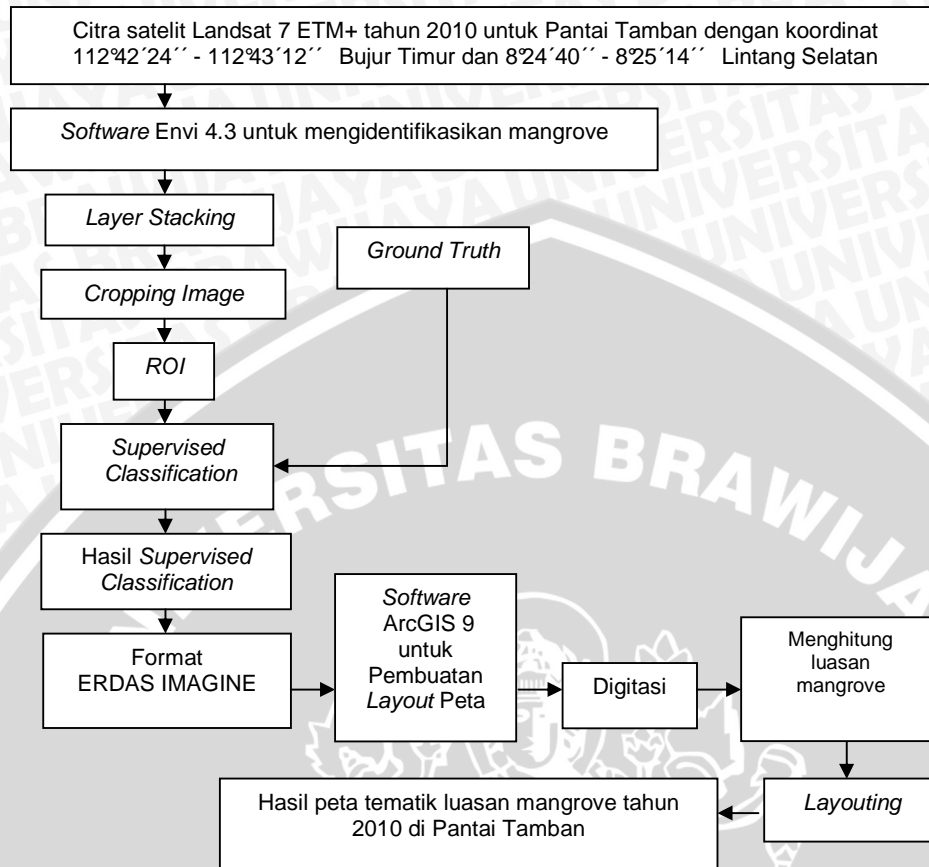 Citra satelit Landsat 7 ETM+ tahun 2010 untuk Pantai Tamban dengan koordinat
112°42´24´´ - 112°43´12´´ Bujur Timur dan 8°24´40´´ - 8°25´14´´ Lintang Selatan
Software Envi 4.3 untuk mengidentifikasikan mangrove
Layer Stacking
Ground Truth
Cropping Image
ROI
Supervised
Classification
Hasil Supervised
Classification
Format
ERDAS IMAGINE
Software
ArcGIS 9
untuk
Pembuatan
Layout Peta
Digitasi
Menghitung
luasan
mangrove
Layouting
Hasil peta tematik luasan mangrove tahun
2010 di Pantai Tamban